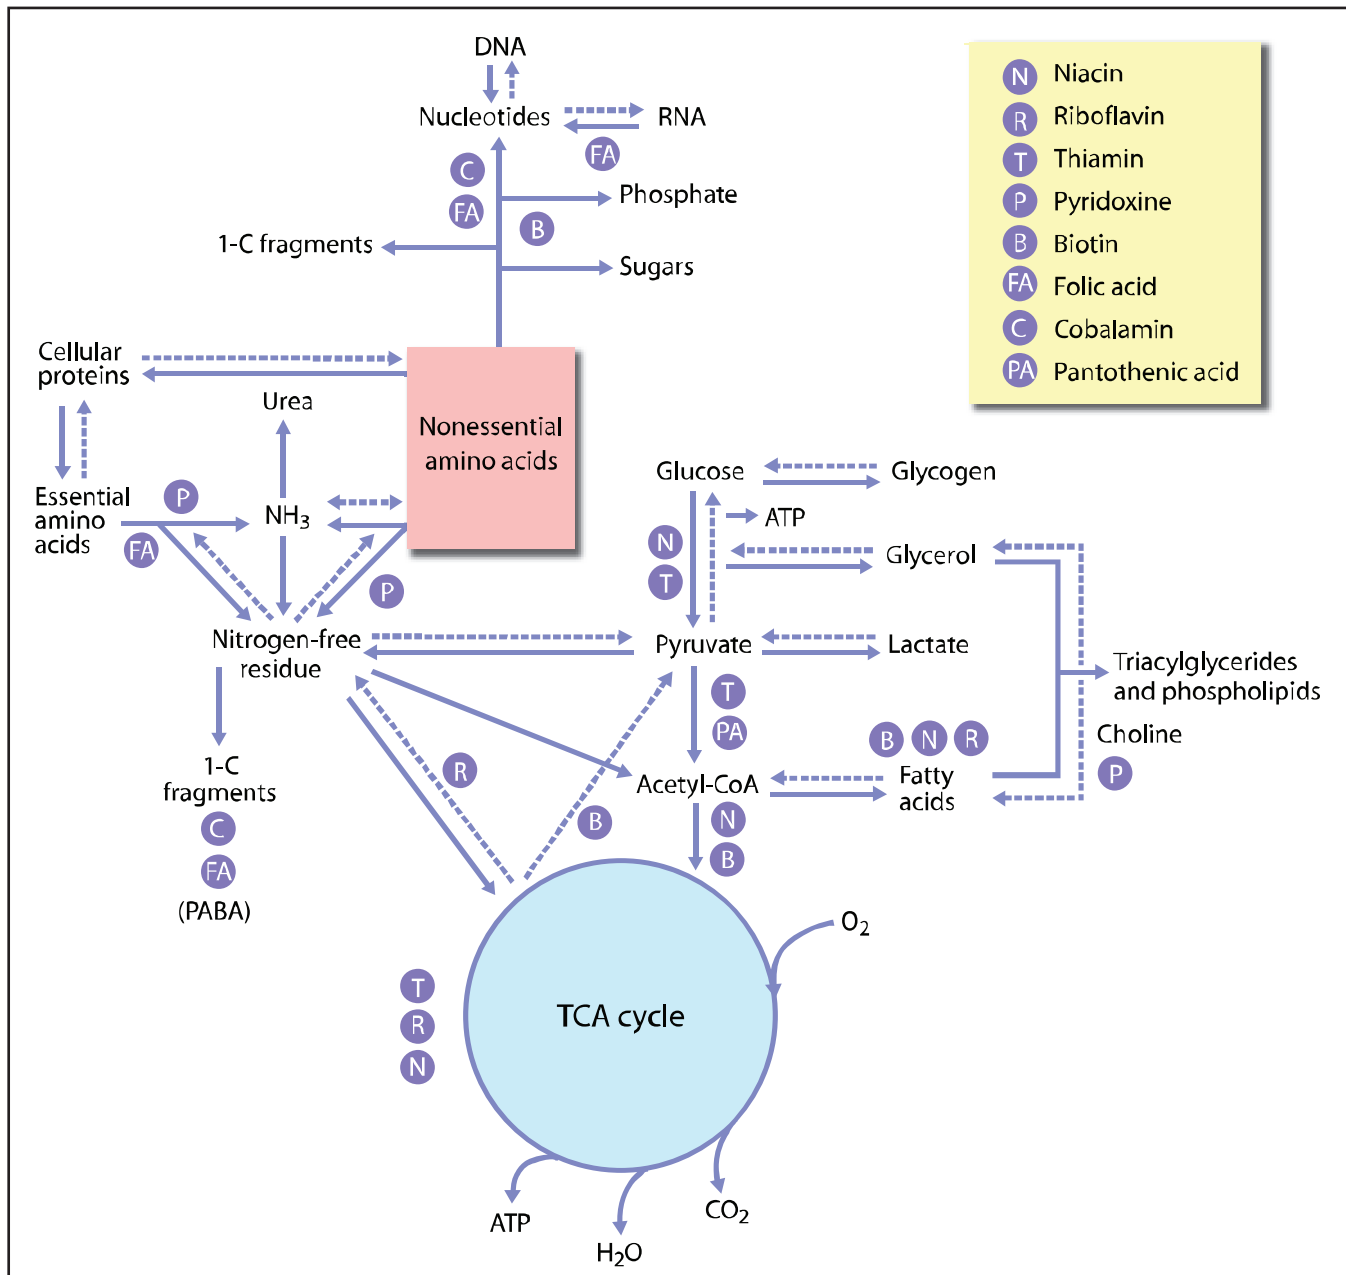 DNA
Nucleotides
RNA
C
FA
FA
B
Phosphate
1-C fragments
Sugars
N Niacin
R Riboflavin
T Thiamin
P Pyridoxine
B Biotin
FA Folic acid
C Cobalamin
PA Pantothenic acid
Cellular
proteins
Urea
Nonessential
amino acids
Essential
amino
acids
P
FA
NH₃
P
Glucose
Glycogen
ATP
N
T
Glycerol
Nitrogen-free
residue
Pyruvate
Lactate
Triacylglycerides
and phospholipids
T
PA
Choline
P
1-C
fragments
C
FA
(PABA)
R
B
Acetyl-CoA
B N R
Fatty
acids
N
B
O₂
T
R
N
TCA cycle
ATP
H₂O
CO₂